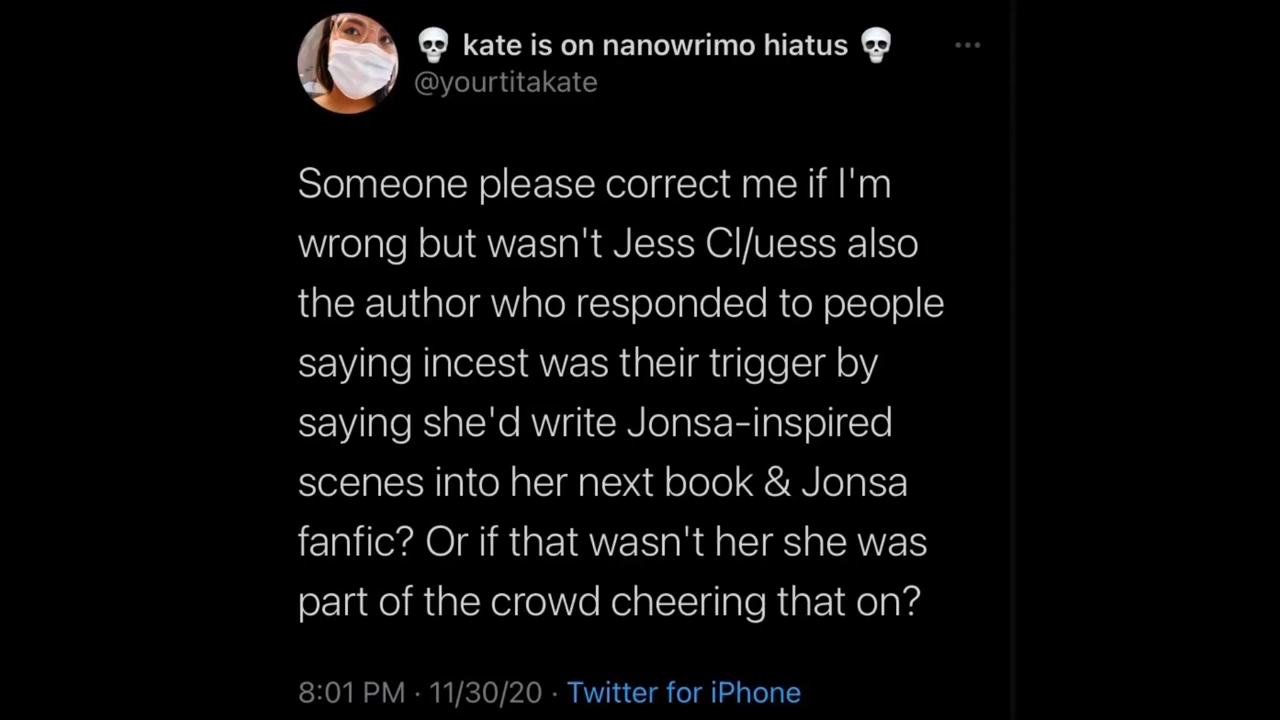 💀 kate is on nanowrimo hiatus 💀
@yourtitakate
Someone please correct me if I'm
wrong but wasn't Jess Cl/uess also
the author who responded to people
saying incest was their trigger by
saying she'd write Jonsa-inspired
scenes into her next book & Jonsa
fanfic? Or if that wasn't her she was
part of the crowd cheering that on?
8:01 PM · 11/30/20 · Twitter for iPhone